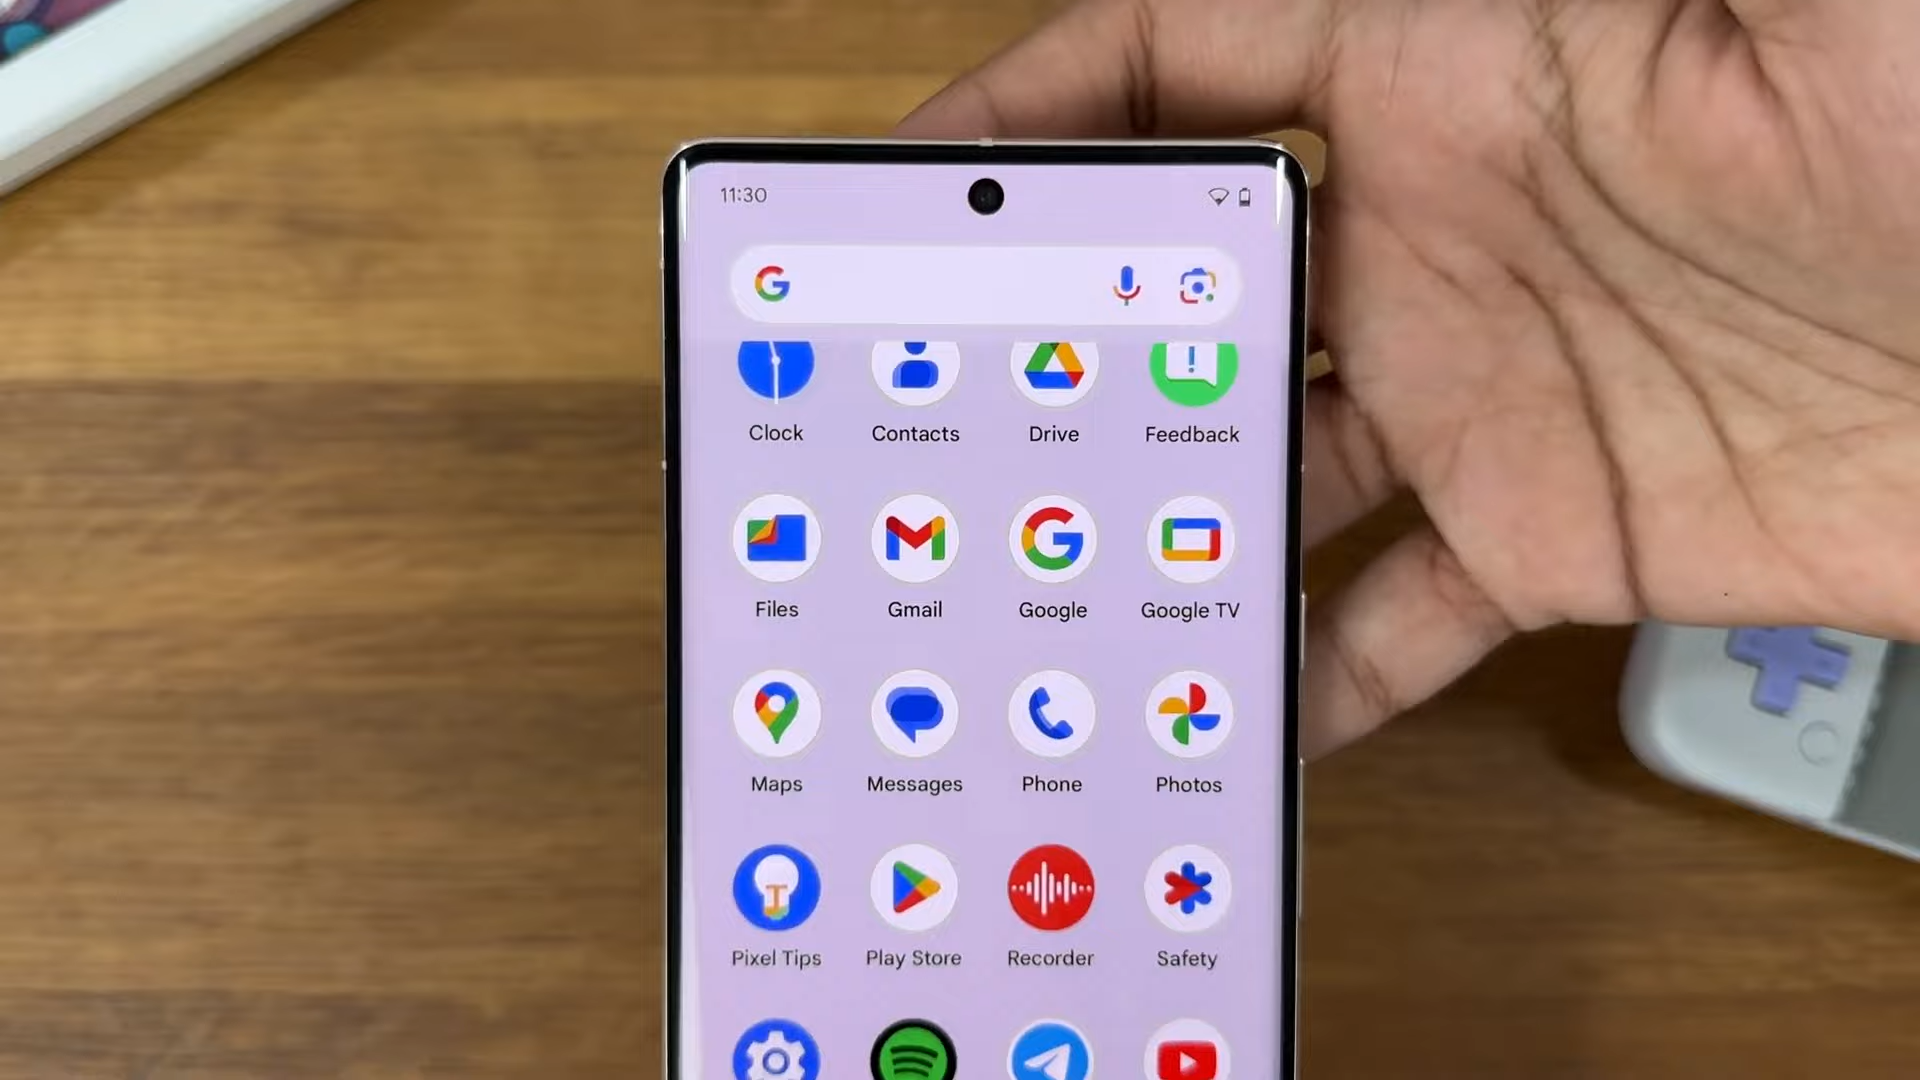 11:30
Clock Contacts Drive Feedback
Files Gmail Google Google TV
Maps Messages Phone Photos
Pixel Tips Play Store Recorder Safety